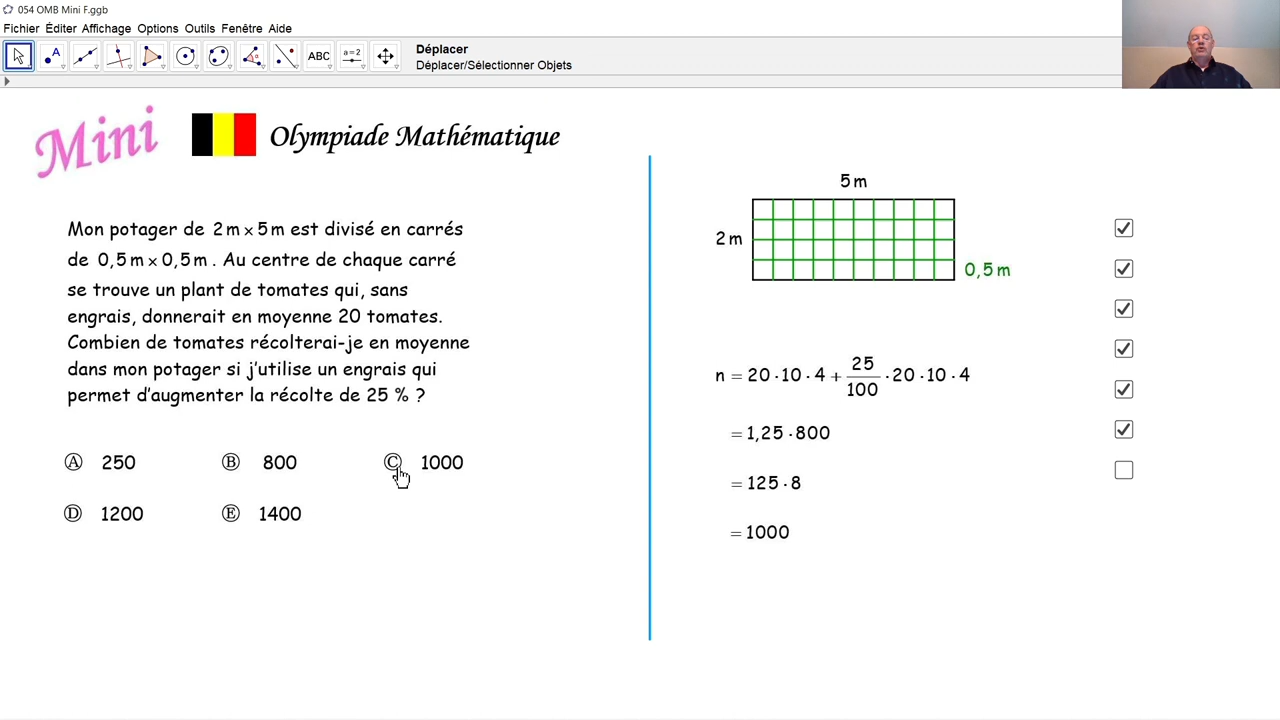 054 OMB Mini F.ggb
Fichier Éditer Affichage Options Outils Fenêtre Aide
A
α
ABC
a=2
Déplacer
Déplacer/Sélectionner Objets
Mini
Olympiade Mathématique
Mon potager de 2 m × 5 m est divisé en carrés
de 0,5 m × 0,5 m . Au centre de chaque carré
se trouve un plant de tomates qui, sans
engrais, donnerait en moyenne 20 tomates.
Combien de tomates récolterai-je en moyenne
dans mon potager si j’utilise un engrais qui
permet d’augmenter la récolte de 25 % ?
Ⓐ 250 Ⓑ 800 Ⓒ 1000
Ⓓ 1200 Ⓔ 1400
5 m
2 m
0,5 m
n = 20 · 10 · 4 + 25/100 · 20 · 10 · 4
= 1,25 · 800
= 125 · 8
= 1000